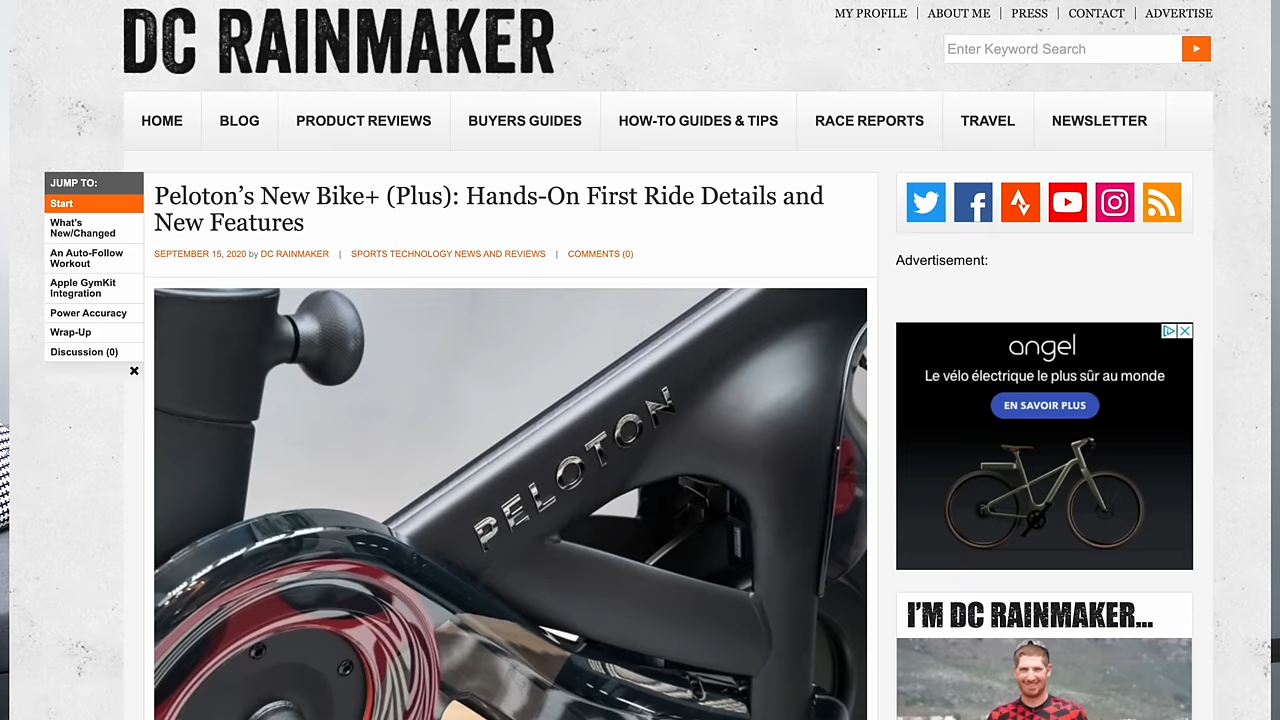 DC RAINMAKER
MY PROFILE | ABOUT ME | PRESS | CONTACT | ADVERTISE
Enter Keyword Search
HOME
BLOG
PRODUCT REVIEWS
BUYERS GUIDES
HOW-TO GUIDES & TIPS
RACE REPORTS
TRAVEL
NEWSLETTER
JUMP TO:
Start
What's
New/Changed
An Auto-Follow
Workout
Apple GymKit
Integration
Power Accuracy
Wrap-Up
Discussion (0)
Peloton’s New Bike+ (Plus): Hands-On First Ride Details and
New Features
SEPTEMBER 15, 2020 by DC RAINMAKER | SPORTS TECHNOLOGY NEWS AND REVIEWS | COMMENTS (0)
PELOTON
Advertisement:
angel
Le vélo électrique le plus sûr au monde
EN SAVOIR PLUS
I'M DC RAINMAKER...